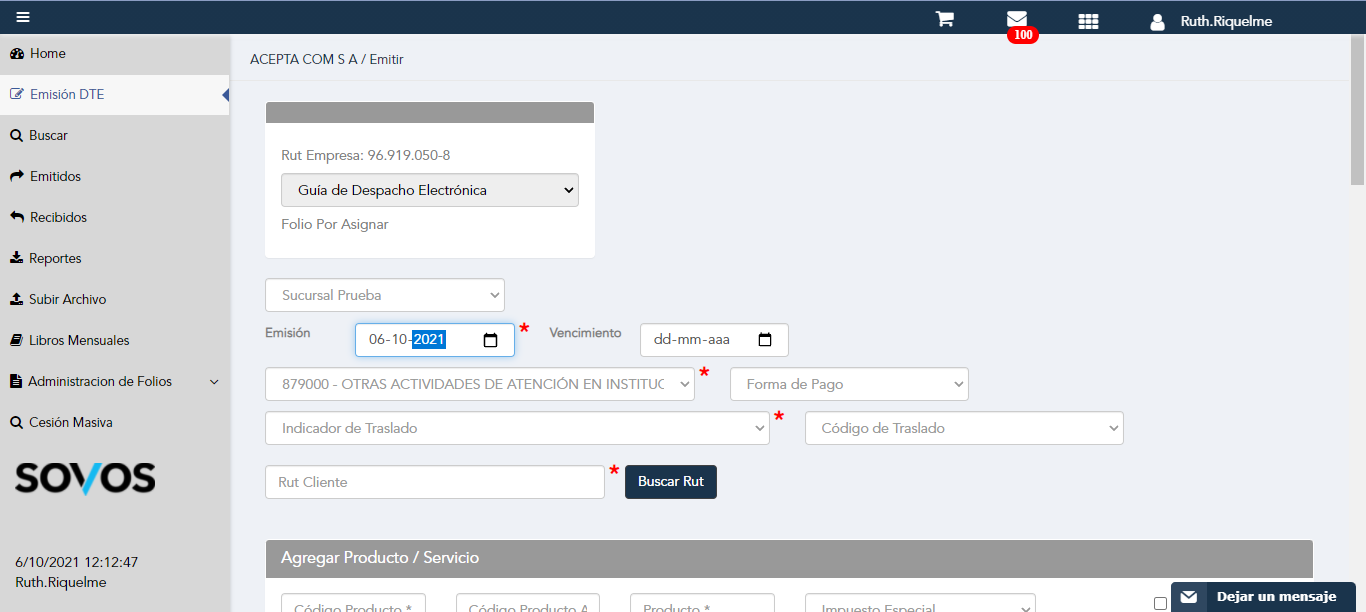 100
Ruth.Riquelme
Home
Emisión DTE
Buscar
Emitidos
Recibidos
Reportes
Subir Archivo
Libros Mensuales
Administracion de Folios
Cesión Masiva
SOVOS
6/10/2021 12:12:47
Ruth.Riquelme
ACEPTA COM S A / Emitir
Rut Empresa: 96.919.050-8
Guía de Despacho Electrónica
Folio Por Asignar
Sucursal Prueba
Emisión 06-10-2021 * Vencimiento dd-mm-aaa
879000 - OTRAS ACTIVIDADES DE ATENCIÓN EN INSTITUC * Forma de Pago
Indicador de Traslado * Código de Traslado
Rut Cliente * Buscar Rut
Agregar Producto / Servicio
Código Producto * Código Producto A Producto * Impuesto Especial
Dejar un mensaje